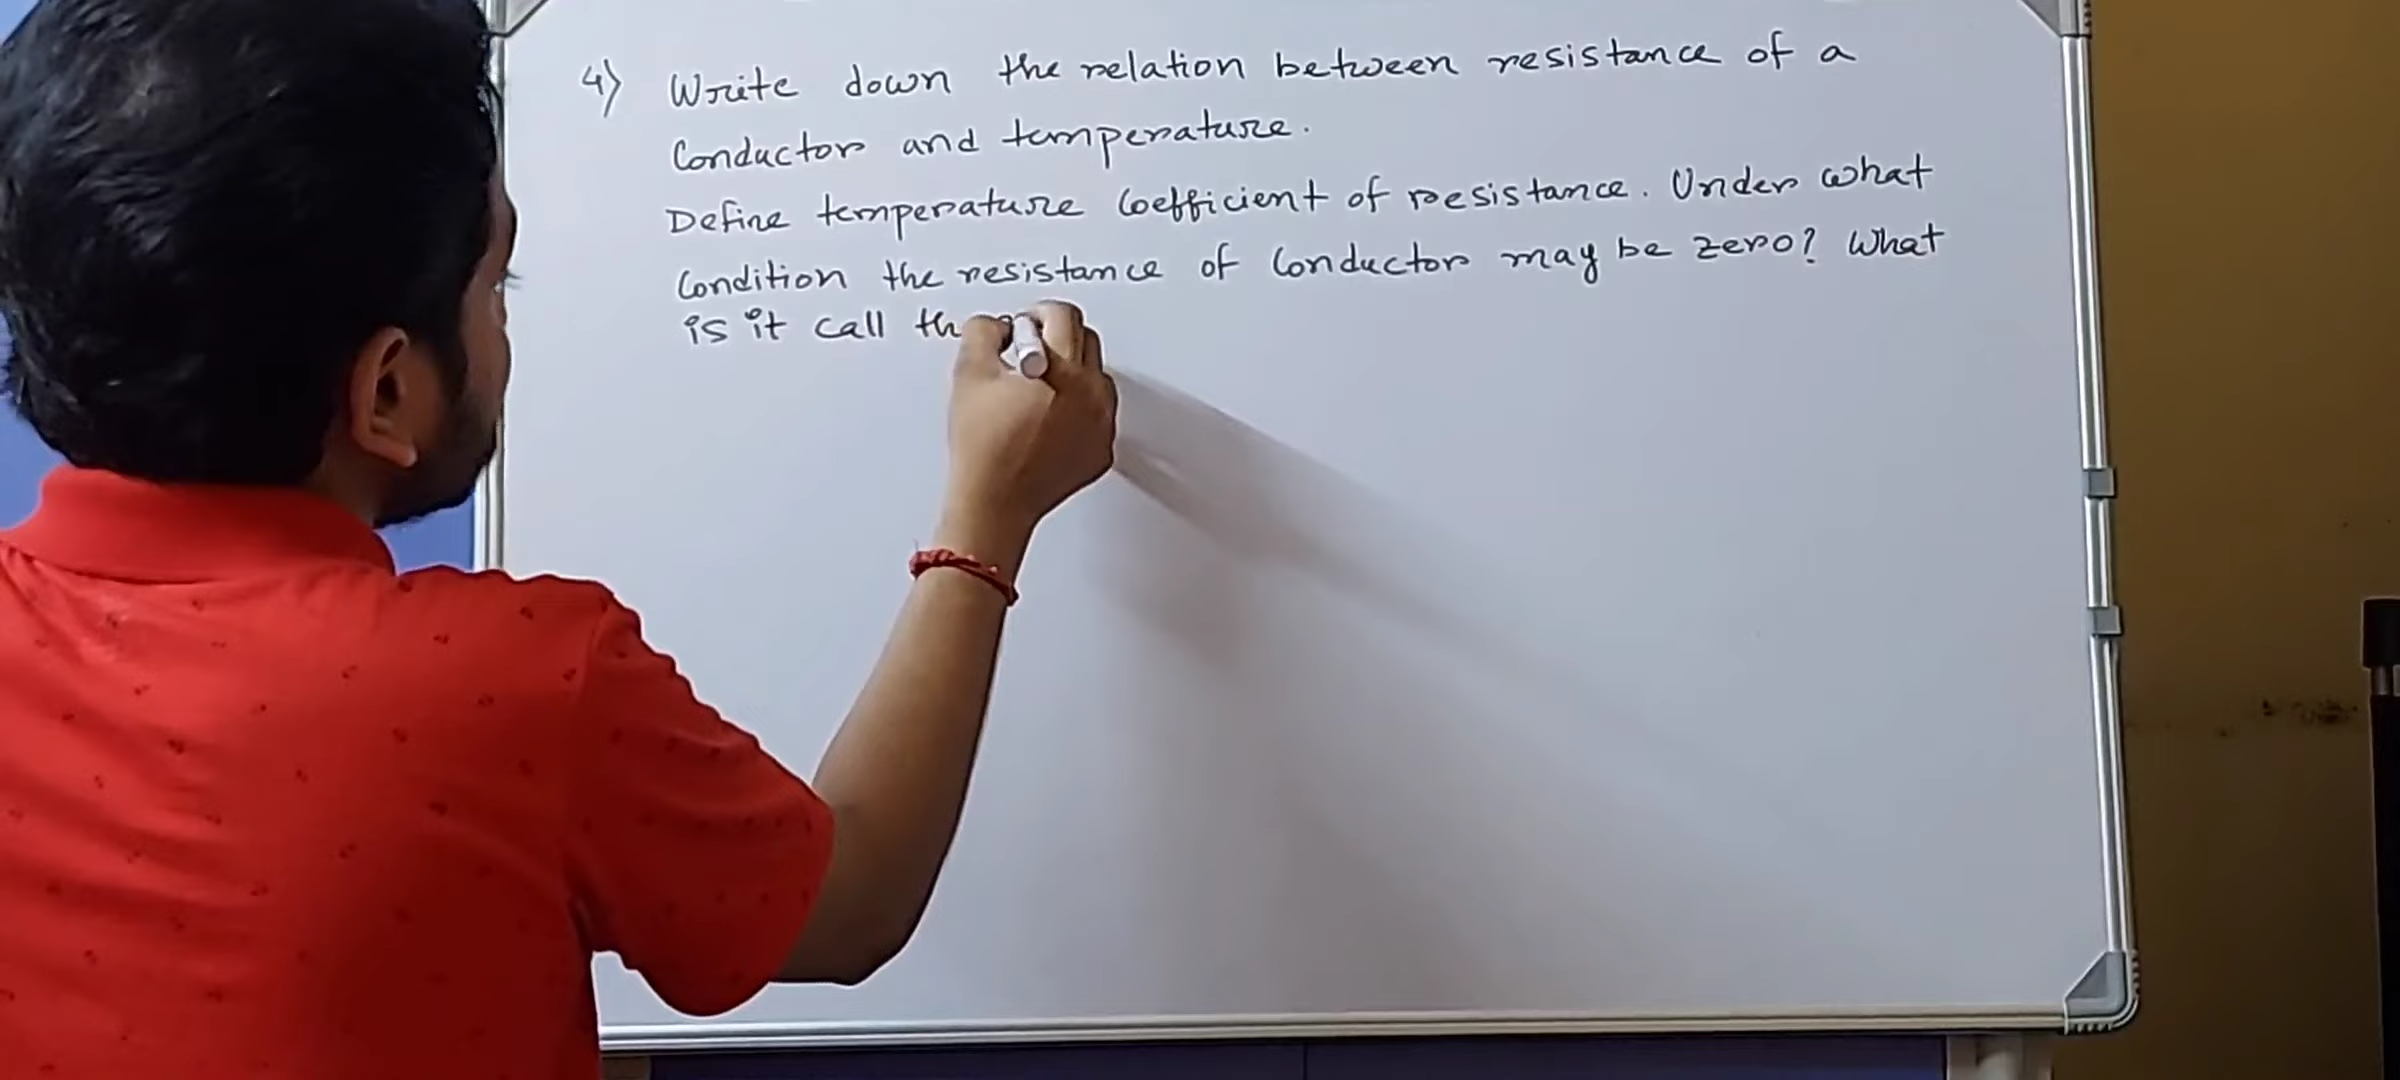 4) Write down the relation between resistance of a
Conductor and temperature.
Define temperature Coefficient of resistance. Under what
Condition the resistance of Conductor may be zero? What
is it call